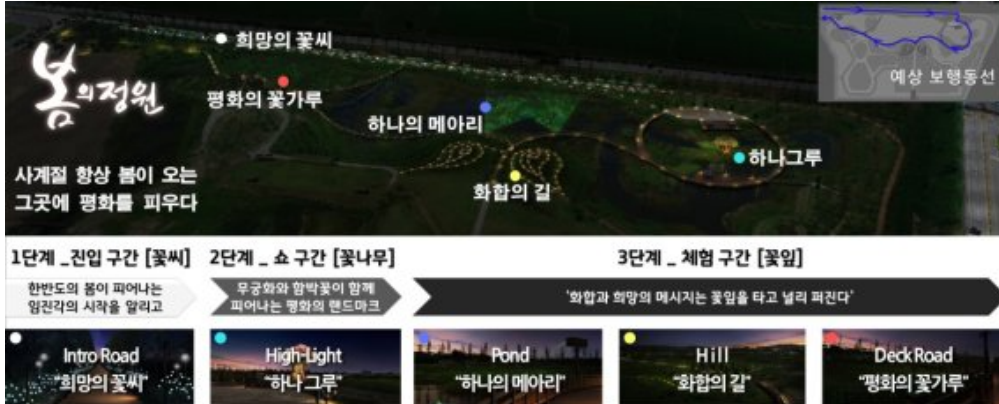 봄의정원
사계절 항상 봄이 오는
그곳에 평화를 피우다
희망의 꽃씨
평화의 꽃가루
하나의 메아리
화합의 길
하나그루
예상 보행동선
1단계 _진입 구간 [꽃씨]
한반도의 봄이 피어나는
임진각의 시작을 알리고
2단계 _ 쇼 구간 [꽃나무]
무궁화와 함박꽃이 함께
피어나는 평화의 랜드마크
3단계 _ 체험 구간 [꽃잎]
'화합과 희망의 메시지는 꽃잎을 타고 널리 퍼진다'
Intro Road
"희망의 꽃씨"
High-Light
"하나 그루"
Pond
"하나의 메아리"
Hill
"화합의 길"
Deck Road
"평화의 꽃가루"